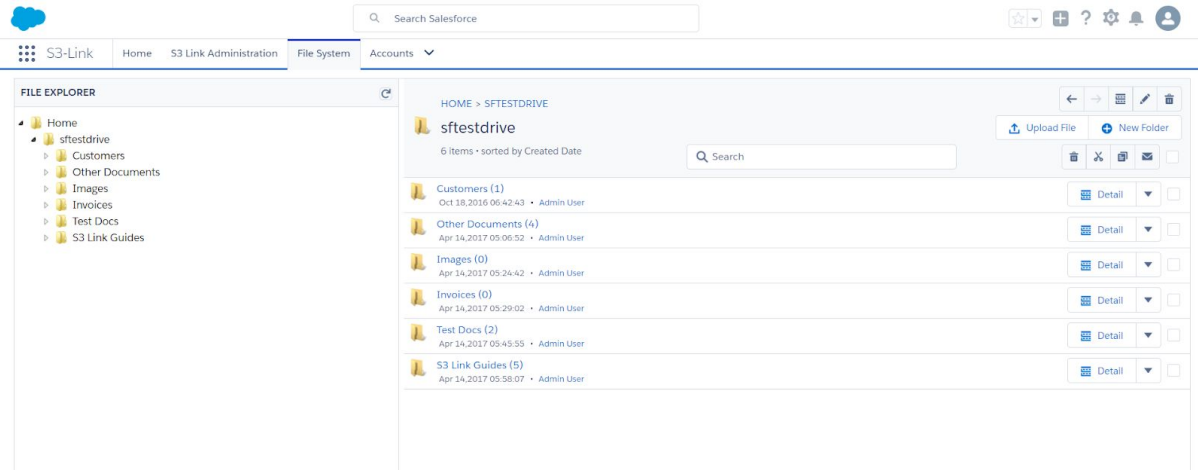 Search Salesforce
S3-Link
Home
S3 Link Administration
File System
Accounts
FILE EXPLORER
Home
sftestdrive
Customers
Other Documents
Images
Invoices
Test Docs
S3 Link Guides
HOME > SFTESTDRIVE
sftestdrive
6 items • sorted by Created Date
Upload File
New Folder
Search
Customers (1)
Oct 18,2016 06:42:43 • Admin User
Detail
Other Documents (4)
Apr 14,2017 05:06:52 • Admin User
Detail
Images (0)
Apr 14,2017 05:24:42 • Admin User
Detail
Invoices (0)
Apr 14,2017 05:29:02 • Admin User
Detail
Test Docs (2)
Apr 14,2017 05:45:55 • Admin User
Detail
S3 Link Guides (5)
Apr 14,2017 05:58:07 • Admin User
Detail